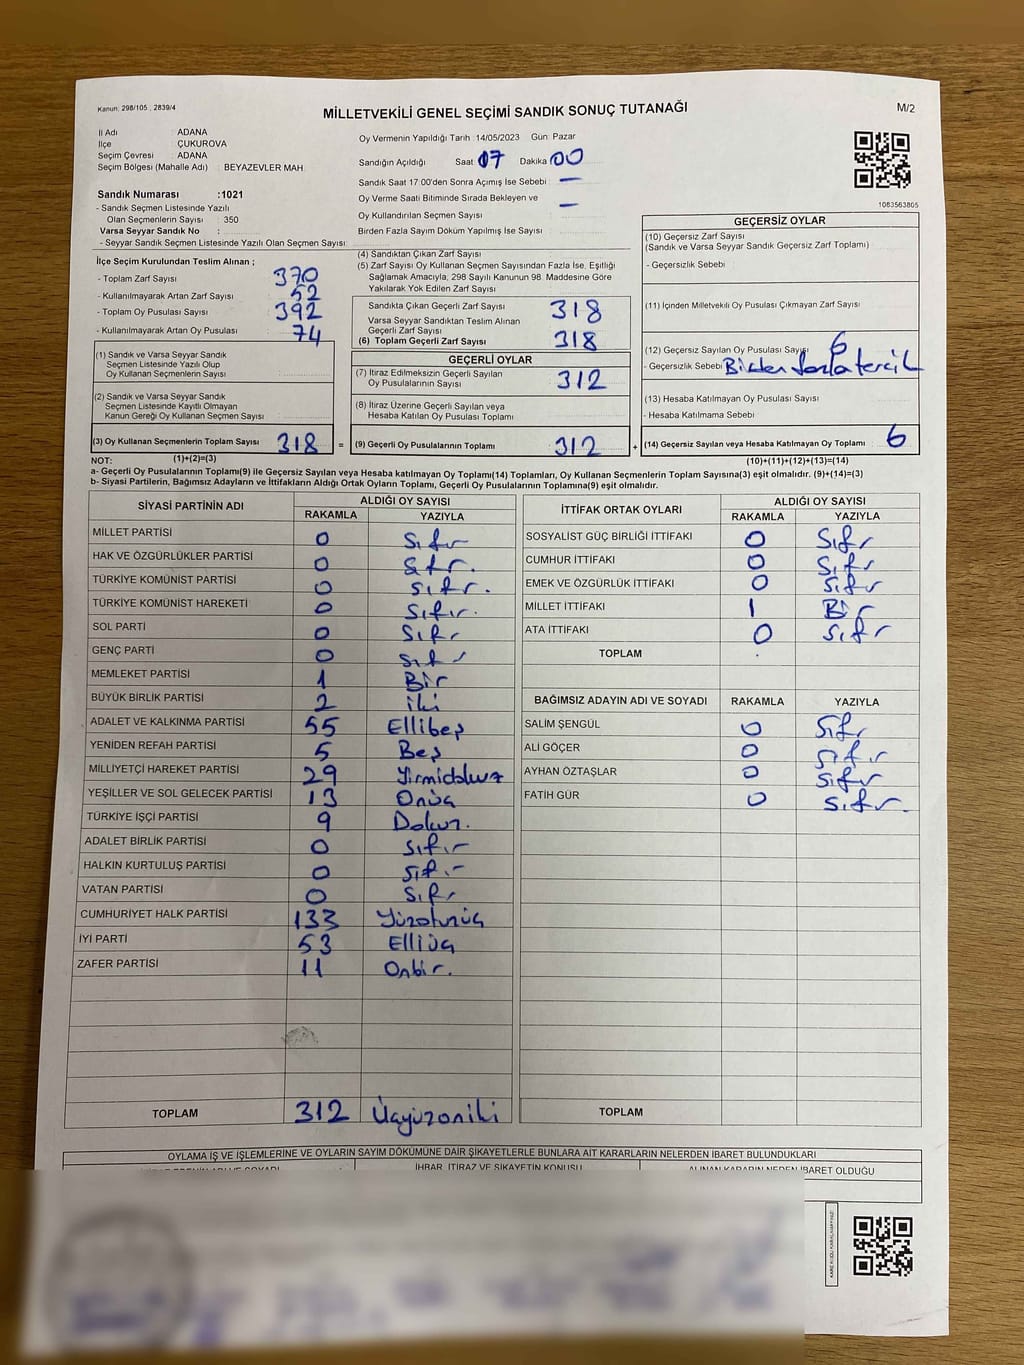 Kanun: 298/105 , 2839/4
MİLLETVEKİLİ GENEL SEÇİMİ SANDIK SONUÇ TUTANAĞI
M/2
İl Adı : ADANA
İlçe : ÇUKUROVA
Seçim Çevresi : ADANA
Seçim Bölgesi (Mahalle Adı) : BEYAZEVLER MAH
Sandık Numarası :1021
- Sandık Seçmen Listesinde Yazılı
Olan Seçmenlerin Sayısı : 350
Varsa Seyyar Sandık No :
- Seyyar Sandık Seçmen Listesinde Yazılı Olan Seçmen Sayısı:
Oy Vermenin Yapıldığı Tarih :14/05/2023 Gün: Pazar
Sandığın Açıldığı Saat: 07 Dakika: 00
Sandık Saat 17:00'den Sonra Açımış İse Sebebi : —
Oy Verme Saati Bitiminde Sırada Bekleyen ve
Oy Kullandırılan Seçmen Sayısı : —
Birden Fazla Sayım Döküm Yapılmış İse Sayısı :
1083563805
İlçe Seçim Kurulundan Teslim Alınan ;
- Toplam Zarf Sayısı : 370
- Kullanılmayarak Artan Zarf Sayısı : 52
- Toplam Oy Pusulası Sayısı : 392
- Kullanılmayarak Artan Oy Pusulası : 74
(1) Sandık ve Varsa Seyyar Sandık
Seçmen Listesinde Yazılı Olup
Oy Kullanan Seçmenlerin Sayısı
(2) Sandık ve Varsa Seyyar Sandık
Seçmen Listesinde Kayıtlı Olmayan
Kanun Gereği Oy Kullanan Seçmen Sayısı
(3) Oy Kullanan Seçmenlerin Toplam Sayısı 318 =
(1)+(2)=(3)
(4) Sandıktan Çıkan Zarf Sayısı
(5) Zarf Sayısı Oy Kullanan Seçmen Sayısından Fazla İse, Eşitliği
Sağlamak Amacıyla, 298 Sayılı Kanunun 98. Maddesine Göre
Yakılarak Yok Edilen Zarf Sayısı
Sandıkta Çıkan Geçerli Zarf Sayısı 318
Varsa Seyyar Sandıktan Teslim Alınan
Geçerli Zarf Sayısı
(6) Toplam Geçerli Zarf Sayısı 318
GEÇERLİ OYLAR
(7) İtiraz Edilmeksizin Geçerli Sayılan
Oy Pusulalarının Sayısı 312
(8) İtiraz Üzerine Geçerli Sayılan veya
Hesaba Katılan Oy Pusulası Toplamı
(9) Geçerli Oy Pusulalarının Toplamı 312 +
GEÇERSİZ OYLAR
(10) Geçersiz Zarf Sayısı
(Sandık ve Varsa Seyyar Sandık Geçersiz Zarf Toplamı)
- Geçersizlik Sebebi :
(11) İçinden Milletvekili Oy Pusulası Çıkmayan Zarf Sayısı
(12) Geçersiz Sayılan Oy Pusulası Sayısı 6
- Geçersizlik Sebebi Birden fazla tercih
(13) Hesaba Katılmayan Oy Pusulası Sayısı :
- Hesaba Katılmama Sebebi
(14) Geçersiz Sayılan veya Hesaba Katılmayan Oy Toplamı 6
(10)+(11)+(12)+(13)=(14)
NOT:
a- Geçerli Oy Pusulalarının Toplamı(9) ile Geçersiz Sayılan veya Hesaba katılmayan Oy Toplamı(14) Toplamları, Oy Kullanan Seçmenlerin Toplam Sayısına(3) eşit olmalıdır. (9)+(14)=(3)
b- Siyasi Partilerin, Bağımsız Adayların ve İttifakların Aldığı Ortak Oyların Toplamı, Geçerli Oy Pusulalarının Toplamına(9) eşit olmalıdır.
SİYASİ PARTİNİN ADI ALDIĞI OY SAYISI
RAKAMLA YAZIYLA
MİLLET PARTİSİ 0 Sıfır
HAK VE ÖZGÜRLÜKLER PARTİSİ 0 Sıfır.
TÜRKİYE KOMÜNİST PARTİSİ 0 Sıfır.
TÜRKİYE KOMÜNİST HAREKETİ 0 Sıfır.
SOL PARTİ 0 Sıfır
GENÇ PARTİ 0 Sıfır
MEMLEKET PARTİSİ 1 Bir
BÜYÜK BİRLİK PARTİSİ 2 iki
ADALET VE KALKINMA PARTİSİ 55 Ellibeş
YENİDEN REFAH PARTİSİ 5 Beş
MİLLİYETÇİ HAREKET PARTİSİ 29 Yirmidokuz
YEŞİLLER VE SOL GELECEK PARTİSİ 13 Onüç
TÜRKİYE İŞÇİ PARTİSİ 9 Dokuz.
ADALET BİRLİK PARTİSİ 0 Sıfır
HALKIN KURTULUŞ PARTİSİ 0 Sıfır
VATAN PARTİSİ 0 Sıfır
CUMHURİYET HALK PARTİSİ 133 Yüzotuzüç
İYİ PARTİ 53 Elliüç
ZAFER PARTİSİ 11 Onbir.
TOPLAM 312 Üçyüzoniki
İTTİFAK ORTAK OYLARI ALDIĞI OY SAYISI
RAKAMLA YAZIYLA
SOSYALİST GÜÇ BİRLİĞİ İTTİFAKI 0 Sıfır
CUMHUR İTTİFAKI 0 Sıfır
EMEK VE ÖZGÜRLÜK İTTİFAKI 0 Sıfır
MİLLET İTTİFAKI 1 Bir
ATA İTTİFAKI 0 Sıfır
TOPLAM
BAĞIMSIZ ADAYIN ADI VE SOYADI RAKAMLA YAZIYLA
SALİM ŞENGÜL 0 Sıfır
ALİ GÖÇER 0 Sıfır
AYHAN ÖZTAŞLAR 0 Sıfır
FATİH GÜR 0 Sıfır.
TOPLAM
OYLAMA İŞ VE İŞLEMLERİNE VE OYLARIN SAYIM DÖKÜMÜNE DAİR ŞİKAYETLERLE BUNLARA AİT KARARLARIN NELERDEN İBARET BULUNDUKLARI
İHBAR, İTİRAZ VE ŞİKAYETİN KONUSU
ALINAN KARARIN NEDEN İBARET OLDUĞU